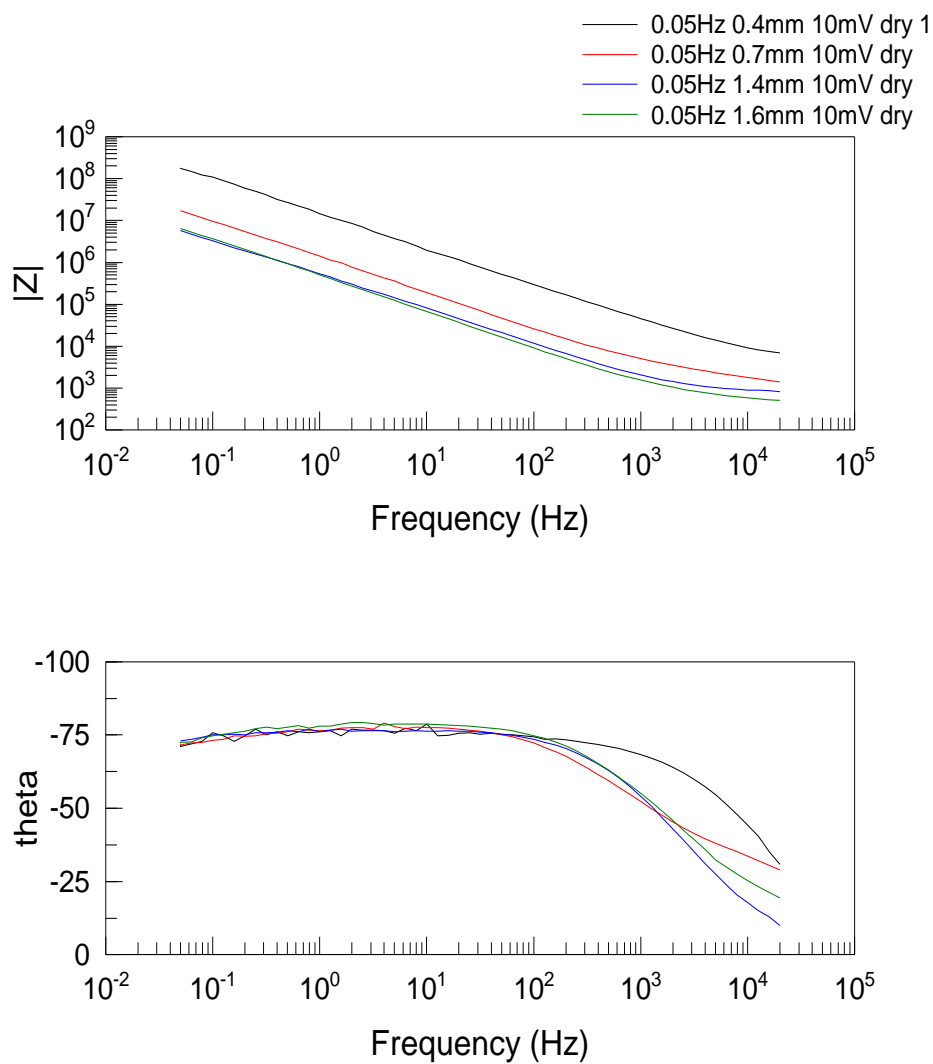 0.05Hz 0.4mm 10mV dry 1
0.05Hz 0.7mm 10mV dry
0.05Hz 1.4mm 10mV dry
0.05Hz 1.6mm 10mV dry
10⁹
10⁸
10⁷
10⁶
10⁵
10⁴
10³
10²
|Z|
10⁻² 10⁻¹ 10⁰ 10¹ 10² 10³ 10⁴ 10⁵
Frequency (Hz)
-100
-75
-50
-25
0
theta
10⁻² 10⁻¹ 10⁰ 10¹ 10² 10³ 10⁴ 10⁵
Frequency (Hz)